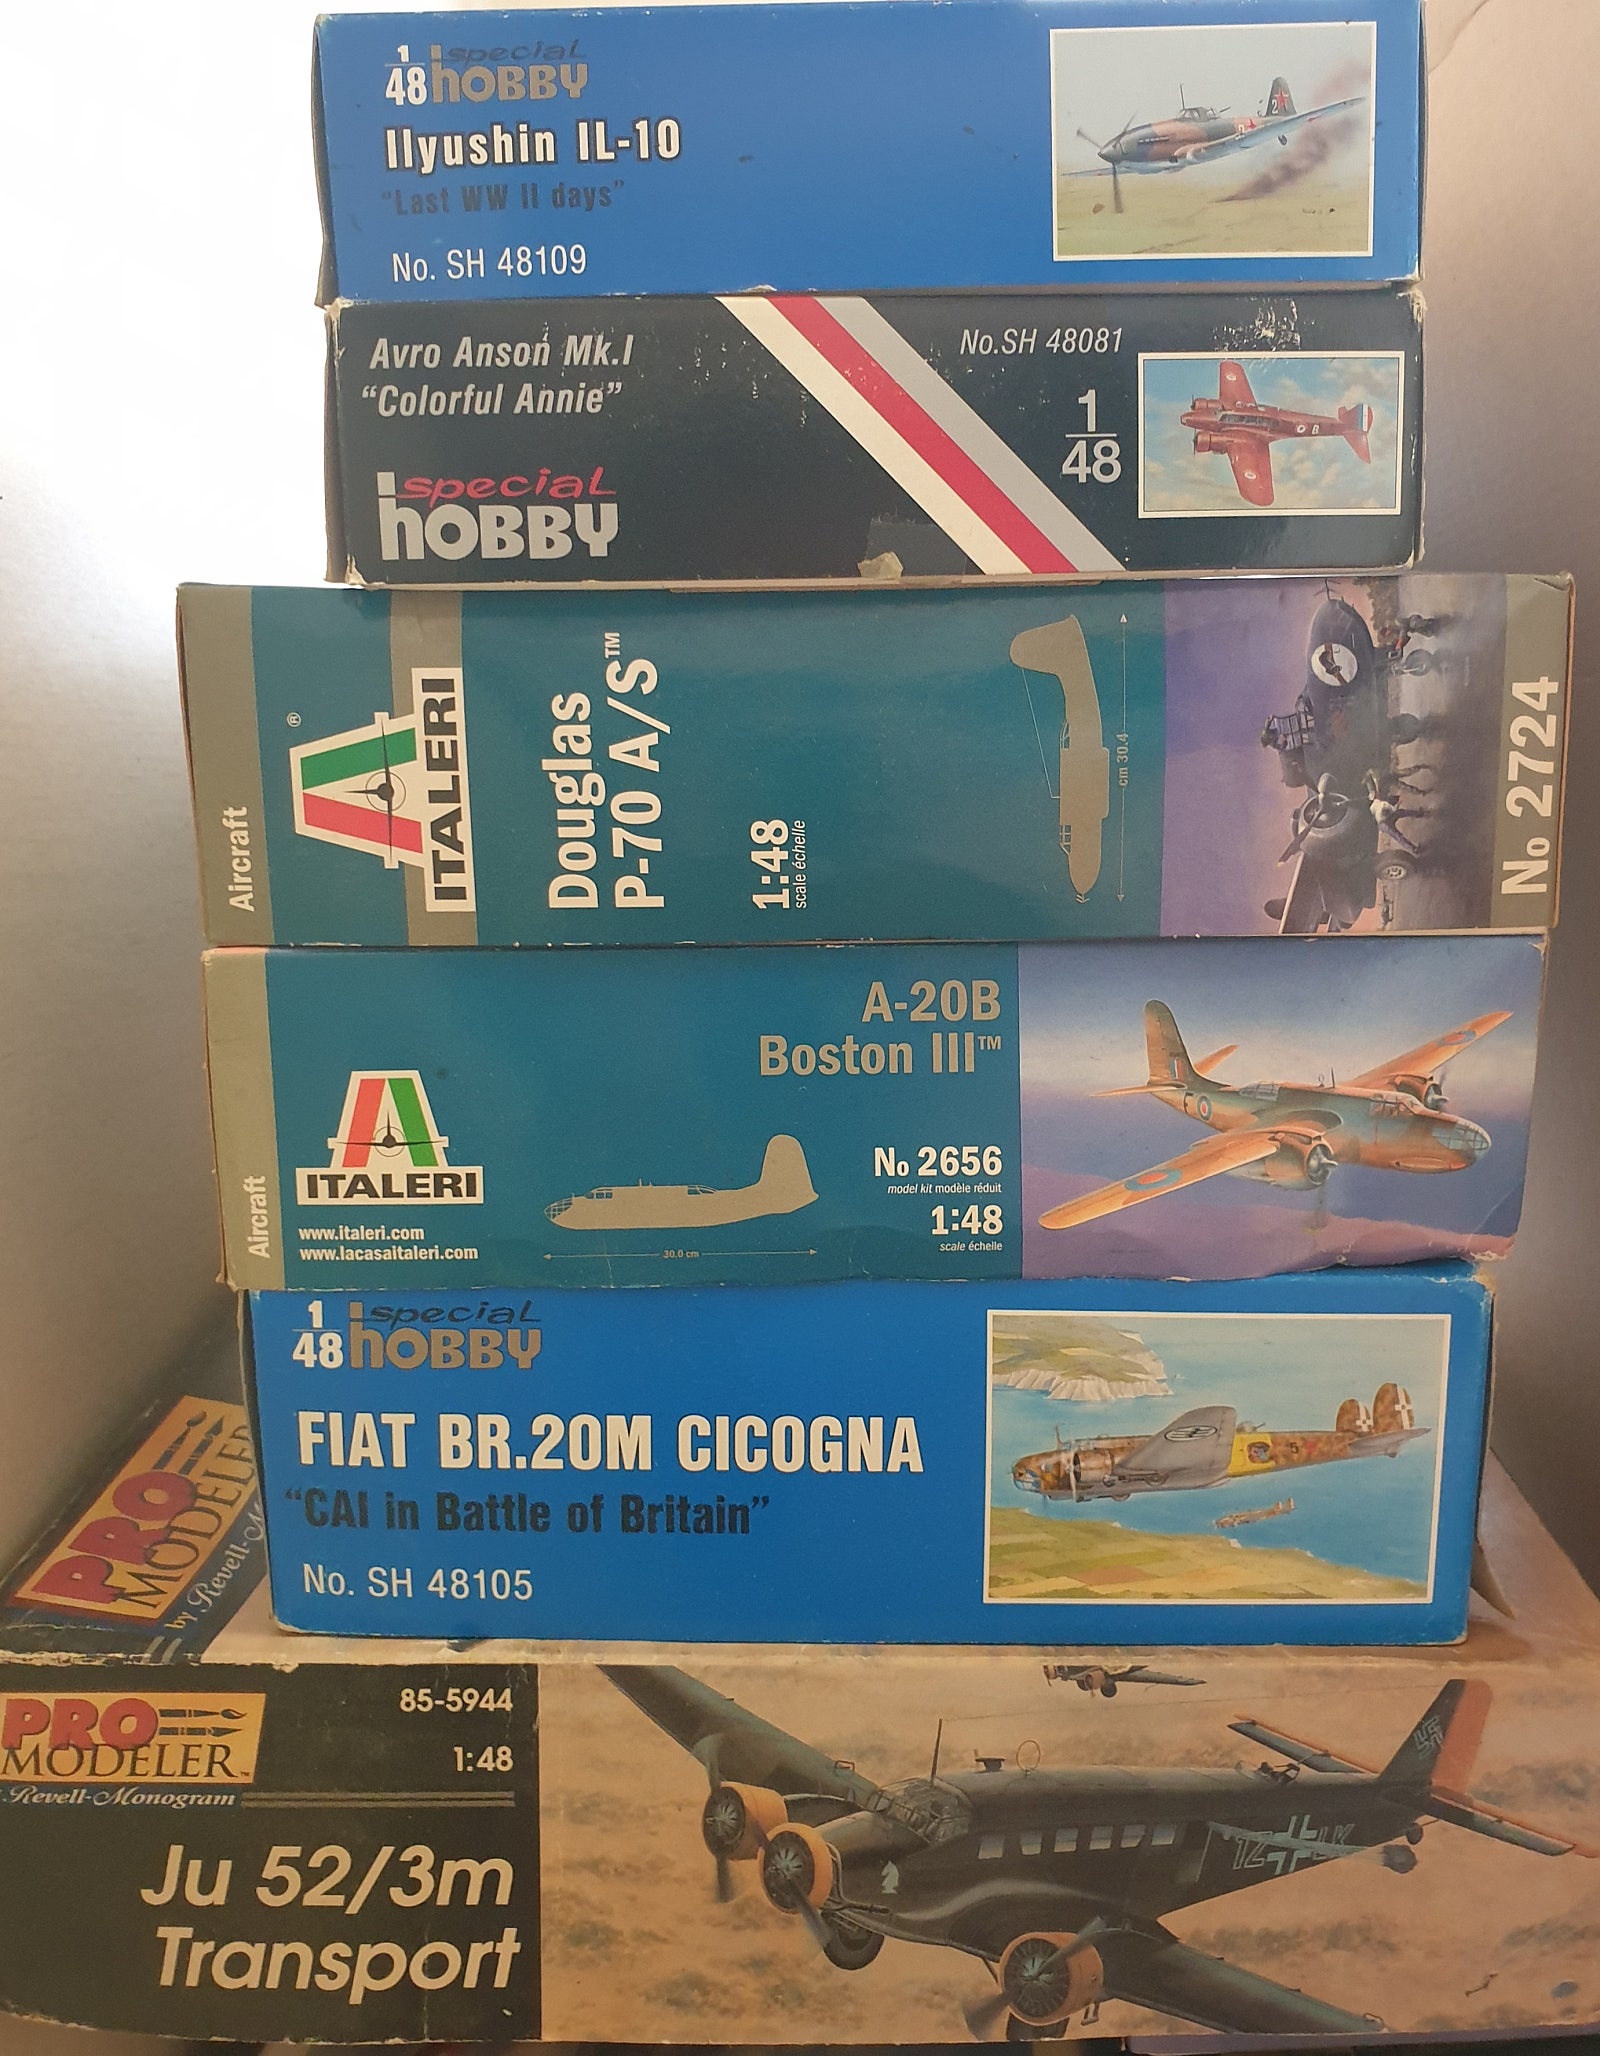 1/48 special hobby
Ilyushin IL-10
"Last WW II days"
No. SH 48109
Avro Anson Mk.I
"Colorful Annie"
No.SH 48081
1/48
special
hobby
Aircraft
ITALERI
®
Douglas
P-70 A/S™
1:48
scale échelle
cm 30.4
No 2724
Aircraft
ITALERI
www.italeri.com
www.lacasaitaleri.com
30.0 cm
A-20B
Boston III™
No 2656
model kit modèle réduit
1:48
scale échelle
1/48 special hobby
FIAT BR.20M CICOGNA
"CAI in Battle of Britain"
No. SH 48105
PRO
MODELER
by Revell-M
PRO
MODELER™
Revell-Monogram
85-5944
1:48
Ju 52/3m
Transport
1Z LK